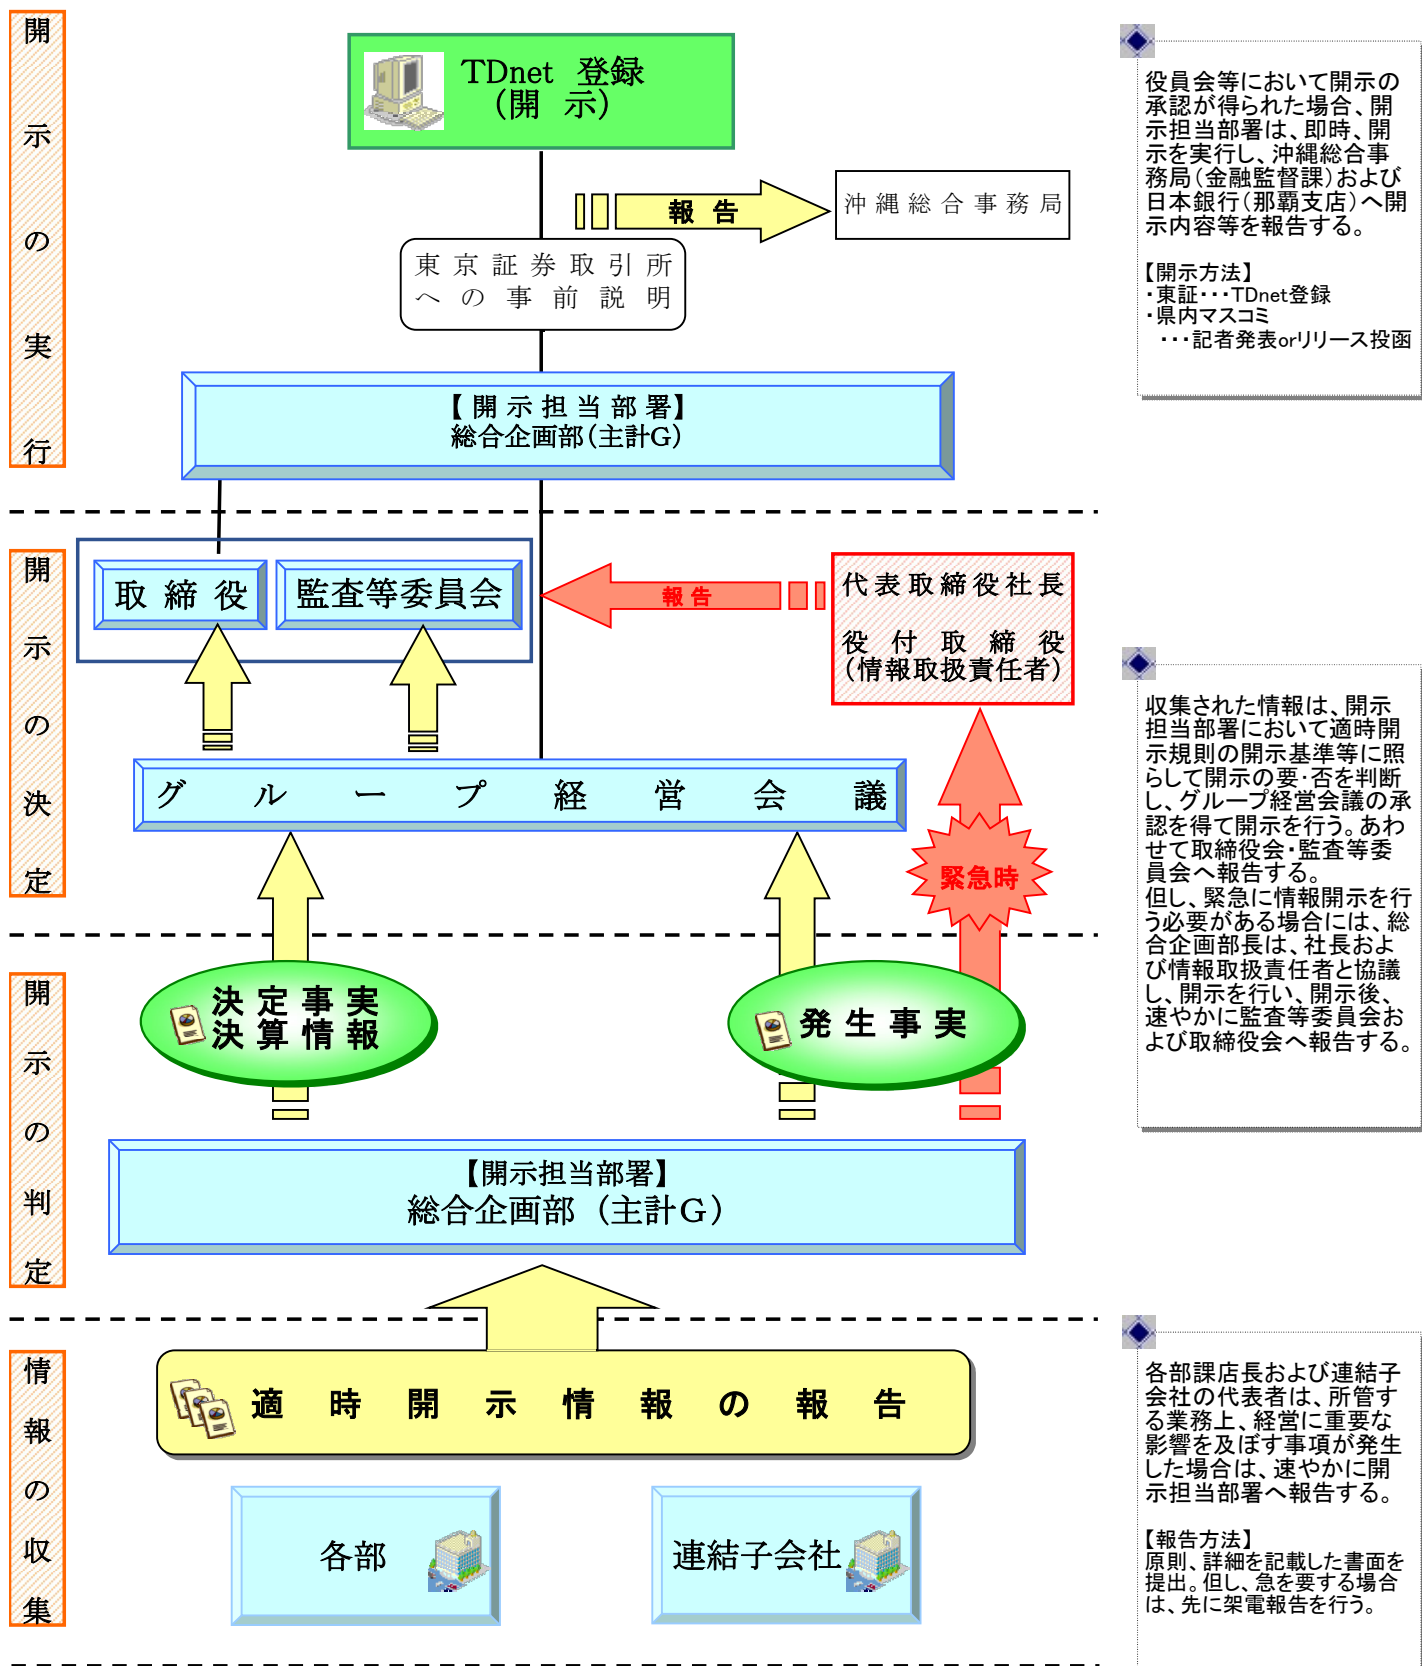 開示の実行
TDnet 登録
(開 示)
報 告
沖縄総合事務局
東京証券取引所
への事前説明
【開示担当部署】
総合企画部(主計G)
役員会等において開示の
承認が得られた場合、開
示担当部署は、即時、開
示を実行し、沖縄総合事
務局(金融監督課)および
日本銀行(那覇支店)へ開
示内容等を報告する。
【開示方法】
・東証・・・TDnet登録
・県内マスコミ
・・・記者発表orリリース投函
開示の決定
取締役
監査等委員会
報告
代表取締役社長
役付取締役
(情報取扱責任者)
グループ経営会議
緊急時
収集された情報は、開示
担当部署において適時開
示規則の開示基準等に照
らして開示の要・否を判断
し、グループ経営会議の承
認を得て開示を行う。あわ
せて取締役会・監査等委
員会へ報告する。
但し、緊急に情報開示を行
う必要がある場合には、総
合企画部長は、社長およ
び情報取扱責任者と協議
し、開示を行い、開示後、
速やかに監査等委員会お
よび取締役会へ報告する。
開示の判定
決定事実
決算情報
発生事実
【開示担当部署】
総合企画部 (主計G)
情報の収集
適時開示情報の報告
各部
連結子会社
各部課店長および連結子
会社の代表者は、所管す
る業務上、経営に重要な
影響を及ぼす事項が発生
した場合は、速やかに開
示担当部署へ報告する。
【報告方法】
原則、詳細を記載した書面を
提出。但し、急を要する場合
は、先に架電報告を行う。